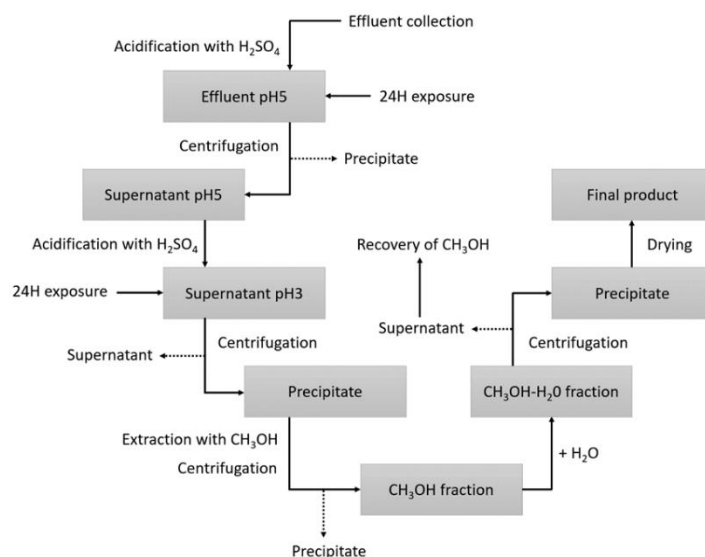 Effluent collection
Acidification with H₂SO₄
Effluent pH5
24H exposure
Centrifugation
Precipitate
Supernatant pH5
Final product
Acidification with H₂SO₄
Recovery of CH₃OH
Drying
24H exposure
Supernatant pH3
Precipitate
Supernatant
Centrifugation
Supernatant
Centrifugation
Precipitate
CH₃OH-H₂0 fraction
Extraction with CH₃OH
Centrifugation
+ H₂O
CH₃OH fraction
Precipitate